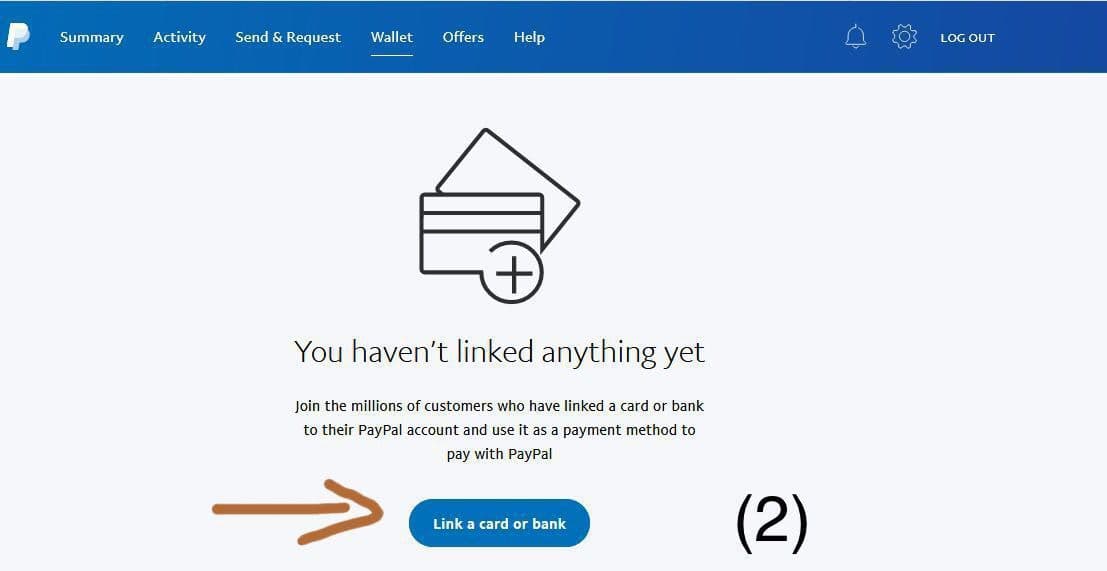 Summary Activity Send & Request Wallet Offers Help LOG OUT
You haven't linked anything yet
Join the millions of customers who have linked a card or bank
to their PayPal account and use it as a payment method to
pay with PayPal
Link a card or bank
(2)